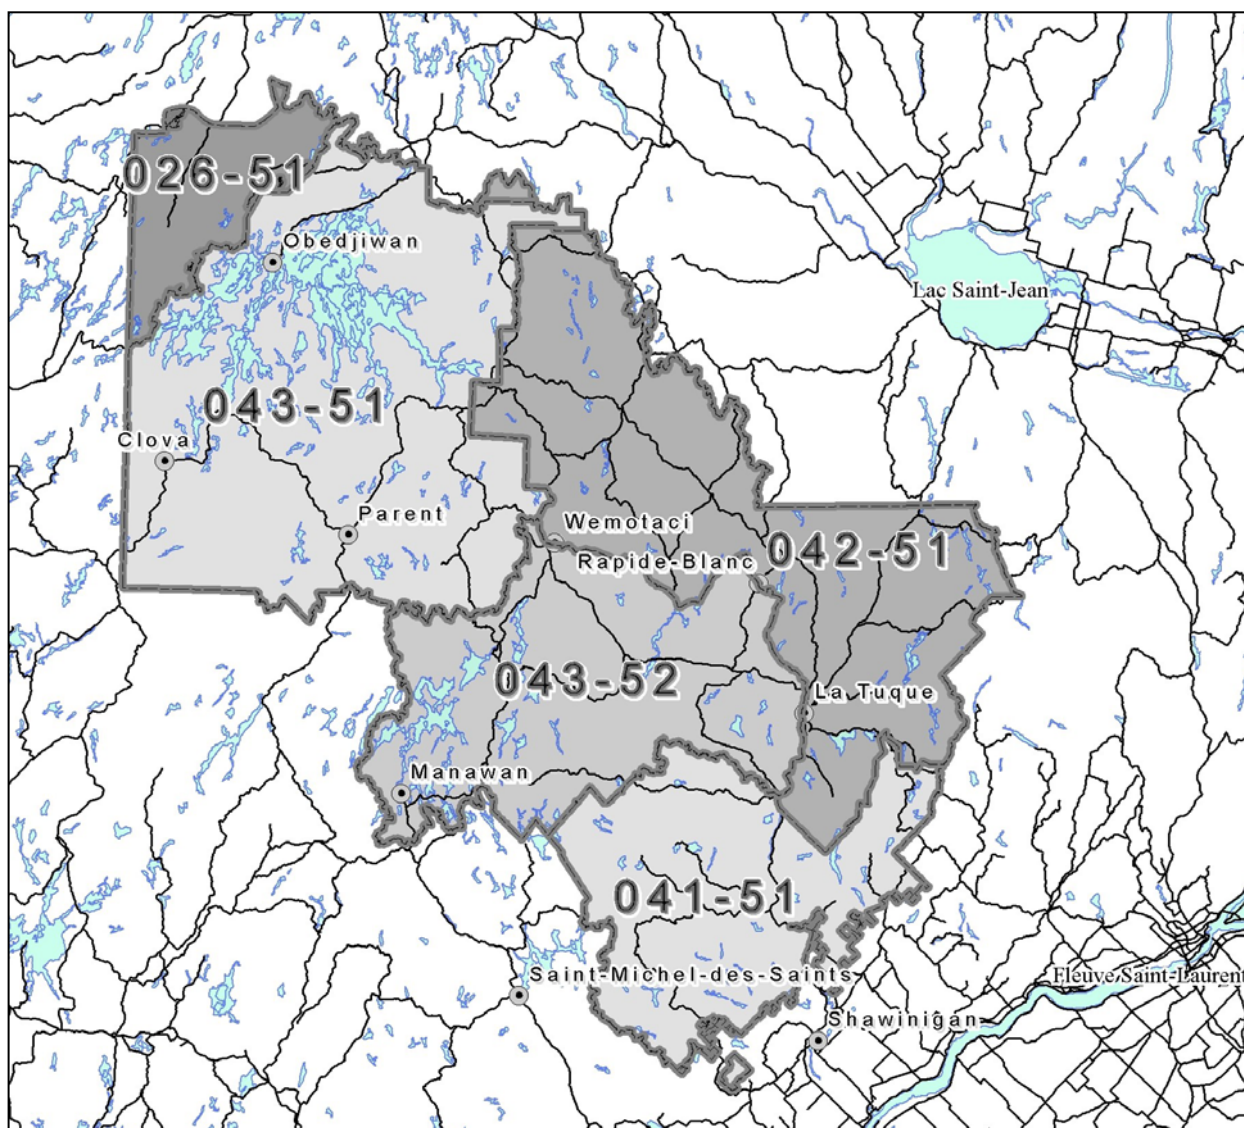 026-51
Obedjiwan
Lac Saint-Jean
043-51
Clova
Parent
Wemotaci
042-51
Rapide-Blanc
043-52
La Tuque
Manawan
041-51
Saint-Michel-des-Saints
Fleuve Saint-Laurent
Shawinigan